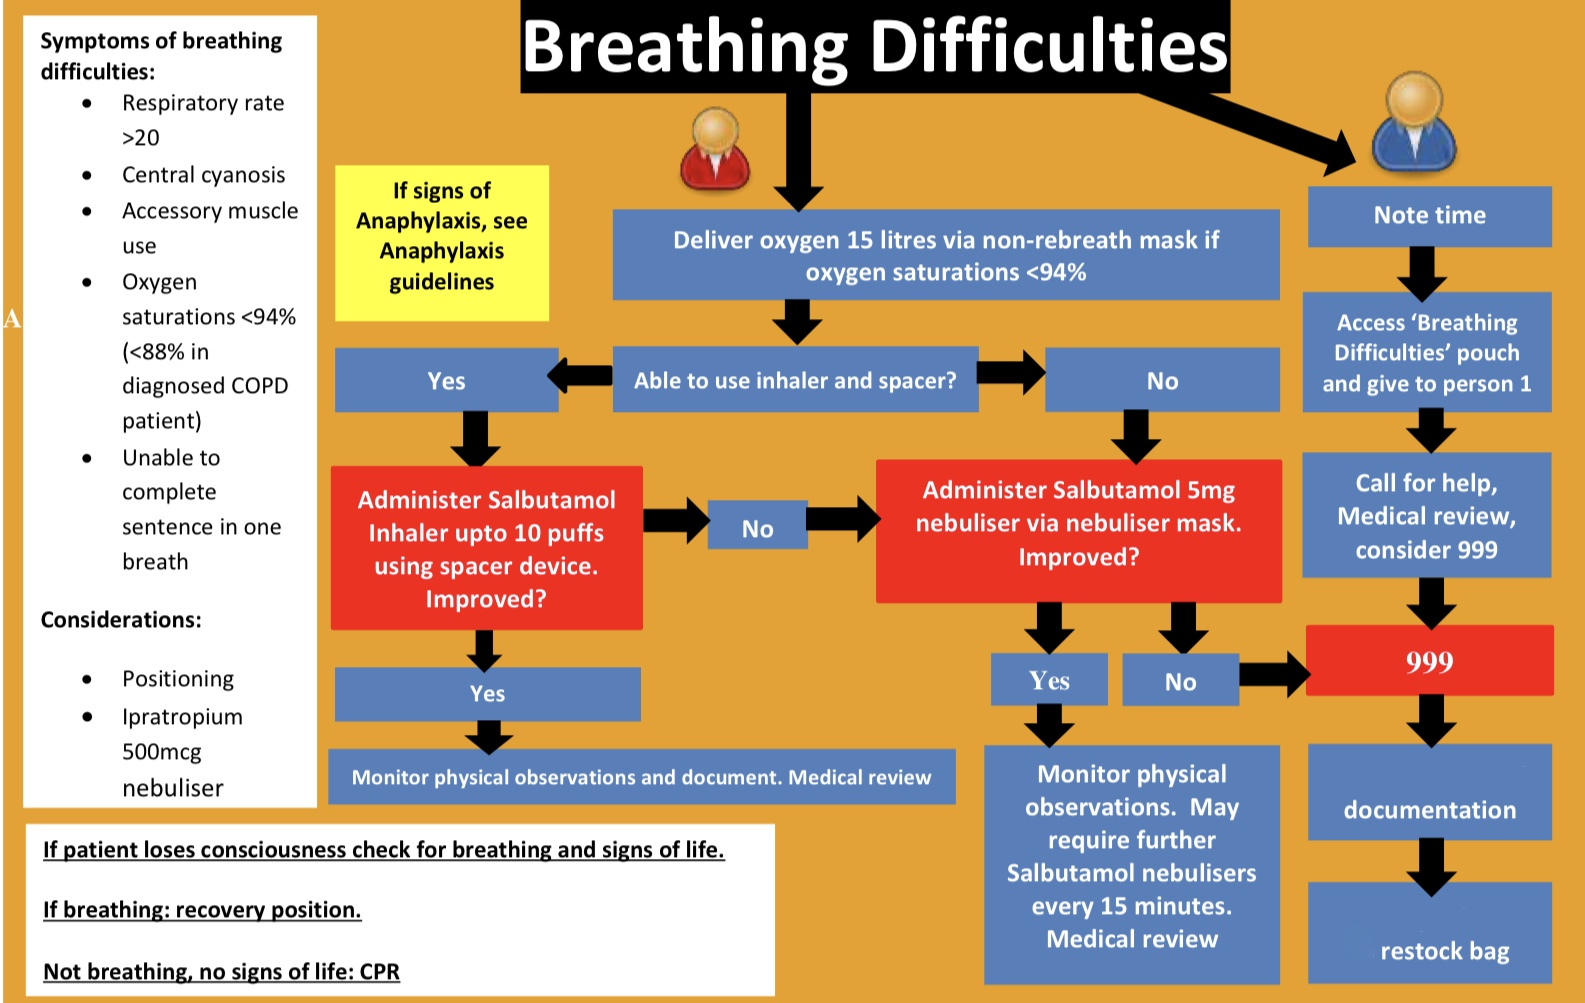 Breathing Difficulties
Symptoms of breathing
difficulties:
• Respiratory rate
>20
• Central cyanosis
• Accessory muscle
use
• Oxygen
saturations <94%
(<88% in
diagnosed COPD
patient)
• Unable to
complete
sentence in one
breath
Considerations:
• Positioning
• Ipratropium
500mcg
nebuliser
A
If signs of
Anaphylaxis, see
Anaphylaxis
guidelines
Deliver oxygen 15 litres via non-rebreath mask if
oxygen saturations <94%
Able to use inhaler and spacer?
Yes
No
Administer Salbutamol
Inhaler upto 10 puffs
using spacer device.
Improved?
No
Administer Salbutamol 5mg
nebuliser via nebuliser mask.
Improved?
Yes
Monitor physical observations and document. Medical review
Yes
No
Monitor physical
observations.  May
require further
Salbutamol nebulisers
every 15 minutes.
Medical review
Note time
Access ‘Breathing
Difficulties’ pouch
and give to person 1
Call for help,
Medical review,
consider 999
999
documentation
restock bag
If patient loses consciousness check for breathing and signs of life.
If breathing: recovery position.
Not breathing, no signs of life: CPR